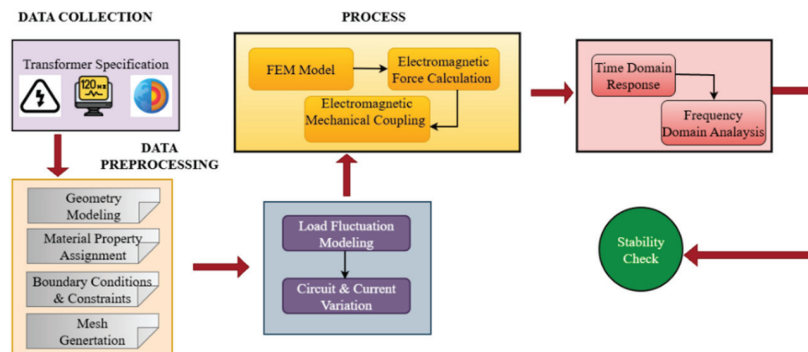 DATA COLLECTION
Transformer Specification
120 HZ
DATA
PREPROCESSING
Geometry
Modeling
Material Property
Assignment
Boundary Conditions
& Constraints
Mesh
Genertation
Load Fluctuation
Modeling
Circuit & Current
Variation
PROCESS
FEM Model
Electromagnetic
Force Calculation
Electromagnetic
Mechanical Coupling
Time Domain
Response
Frequency
Domain Analaysis
Stability
Check